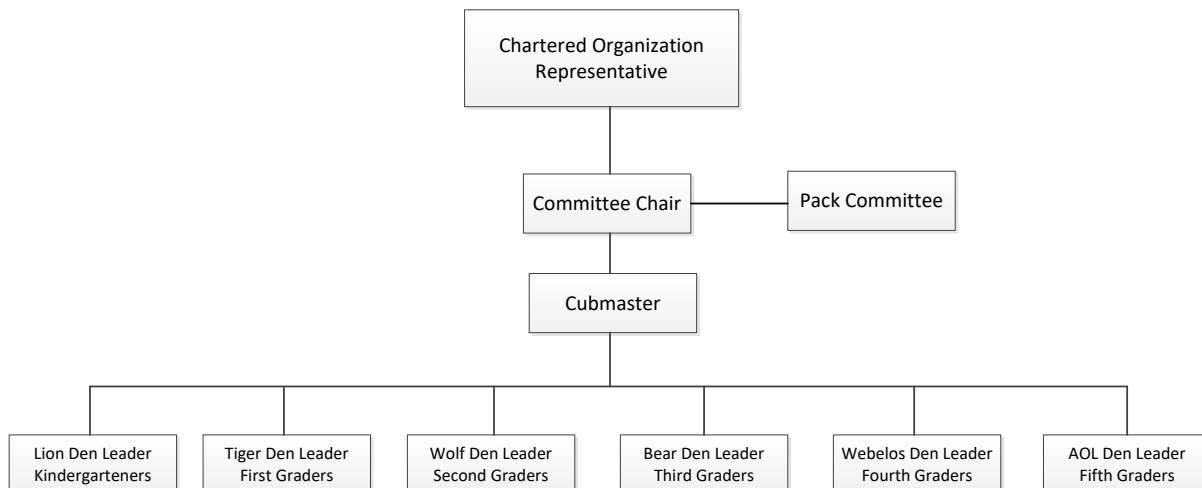 Chartered Organization
Representative
Committee Chair
Pack Committee
Cubmaster
Lion Den Leader
Kindergarteners
Tiger Den Leader
First Graders
Wolf Den Leader
Second Graders
Bear Den Leader
Third Graders
Webelos Den Leader
Fourth Graders
AOL Den Leader
Fifth Graders